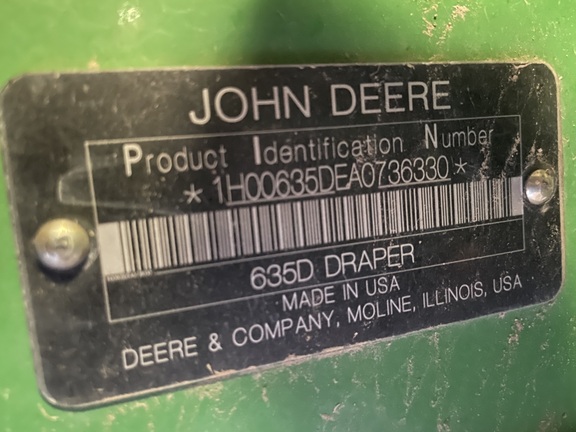 JOHN DEERE
Product Identification Number
*1H00635DEA0736330*
635D DRAPER
MADE IN USA
DEERE & COMPANY, MOLINE, ILLINOIS, USA